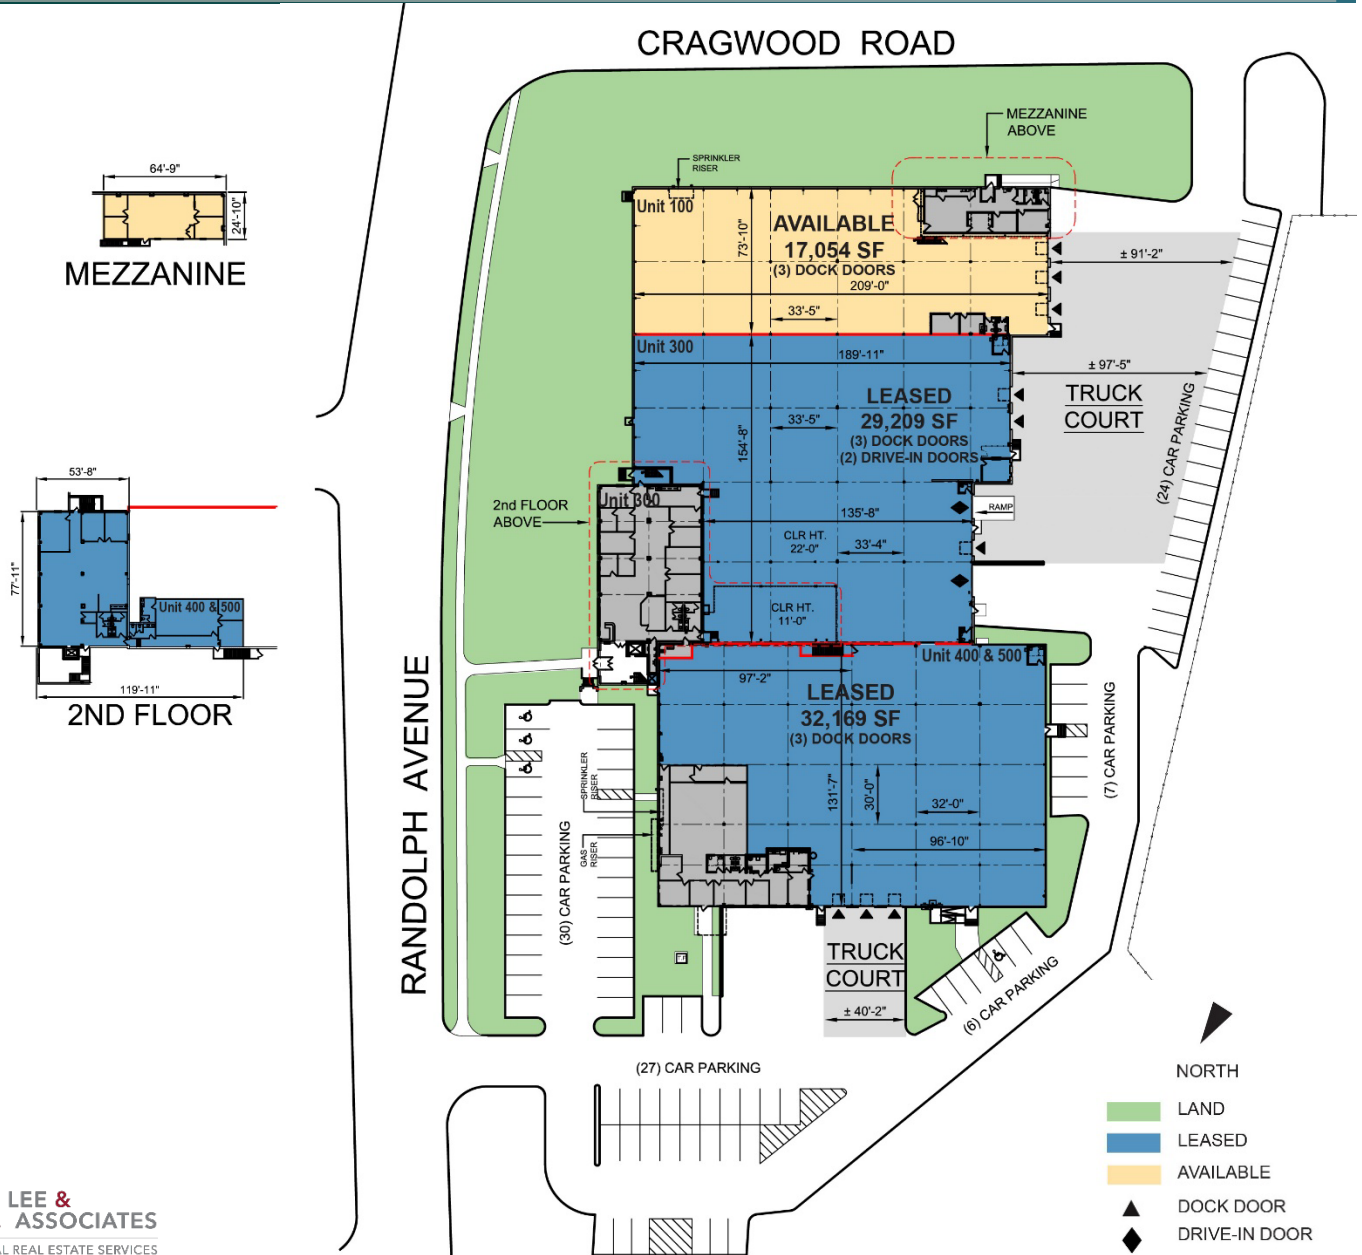 CRAGWOOD ROAD
MEZZANINE
ABOVE
SPRINKLER
RISER
64'-9"
24'-10"
MEZZANINE
Unit 100
73'-10"
AVAILABLE
17,054 SF
(3) DOCK DOORS
209'-0"
33'-5"
± 91'-2"
Unit 300
189'-11"
± 97'-5"
TRUCK
COURT
(24) CAR PARKING
LEASED
29,209 SF
(3) DOCK DOORS
(2) DRIVE-IN DOORS
33'-5"
154'-8"
53'-8"
77'-11"
Unit 400 & 500
119'-11"
2ND FLOOR
2nd FLOOR
ABOVE
Unit 300
135'-8"
RAMP
CLR HT.
22'-0"
33'-4"
CLR HT.
11'-0"
RANDOLPH AVENUE
Unit 400 & 500
97'-2"
LEASED
32,169 SF
(3) DOCK DOORS
(7) CAR PARKING
SPRINKLER
RISER
131'-7"
30'-0"
32'-0"
96'-10"
GAS
RISER
(30) CAR PARKING
TRUCK
COURT
± 40'-2"
(6) CAR PARKING
(27) CAR PARKING
NORTH
LAND
LEASED
AVAILABLE
DOCK DOOR
DRIVE-IN DOOR
LEE &
ASSOCIATES
REAL ESTATE SERVICES